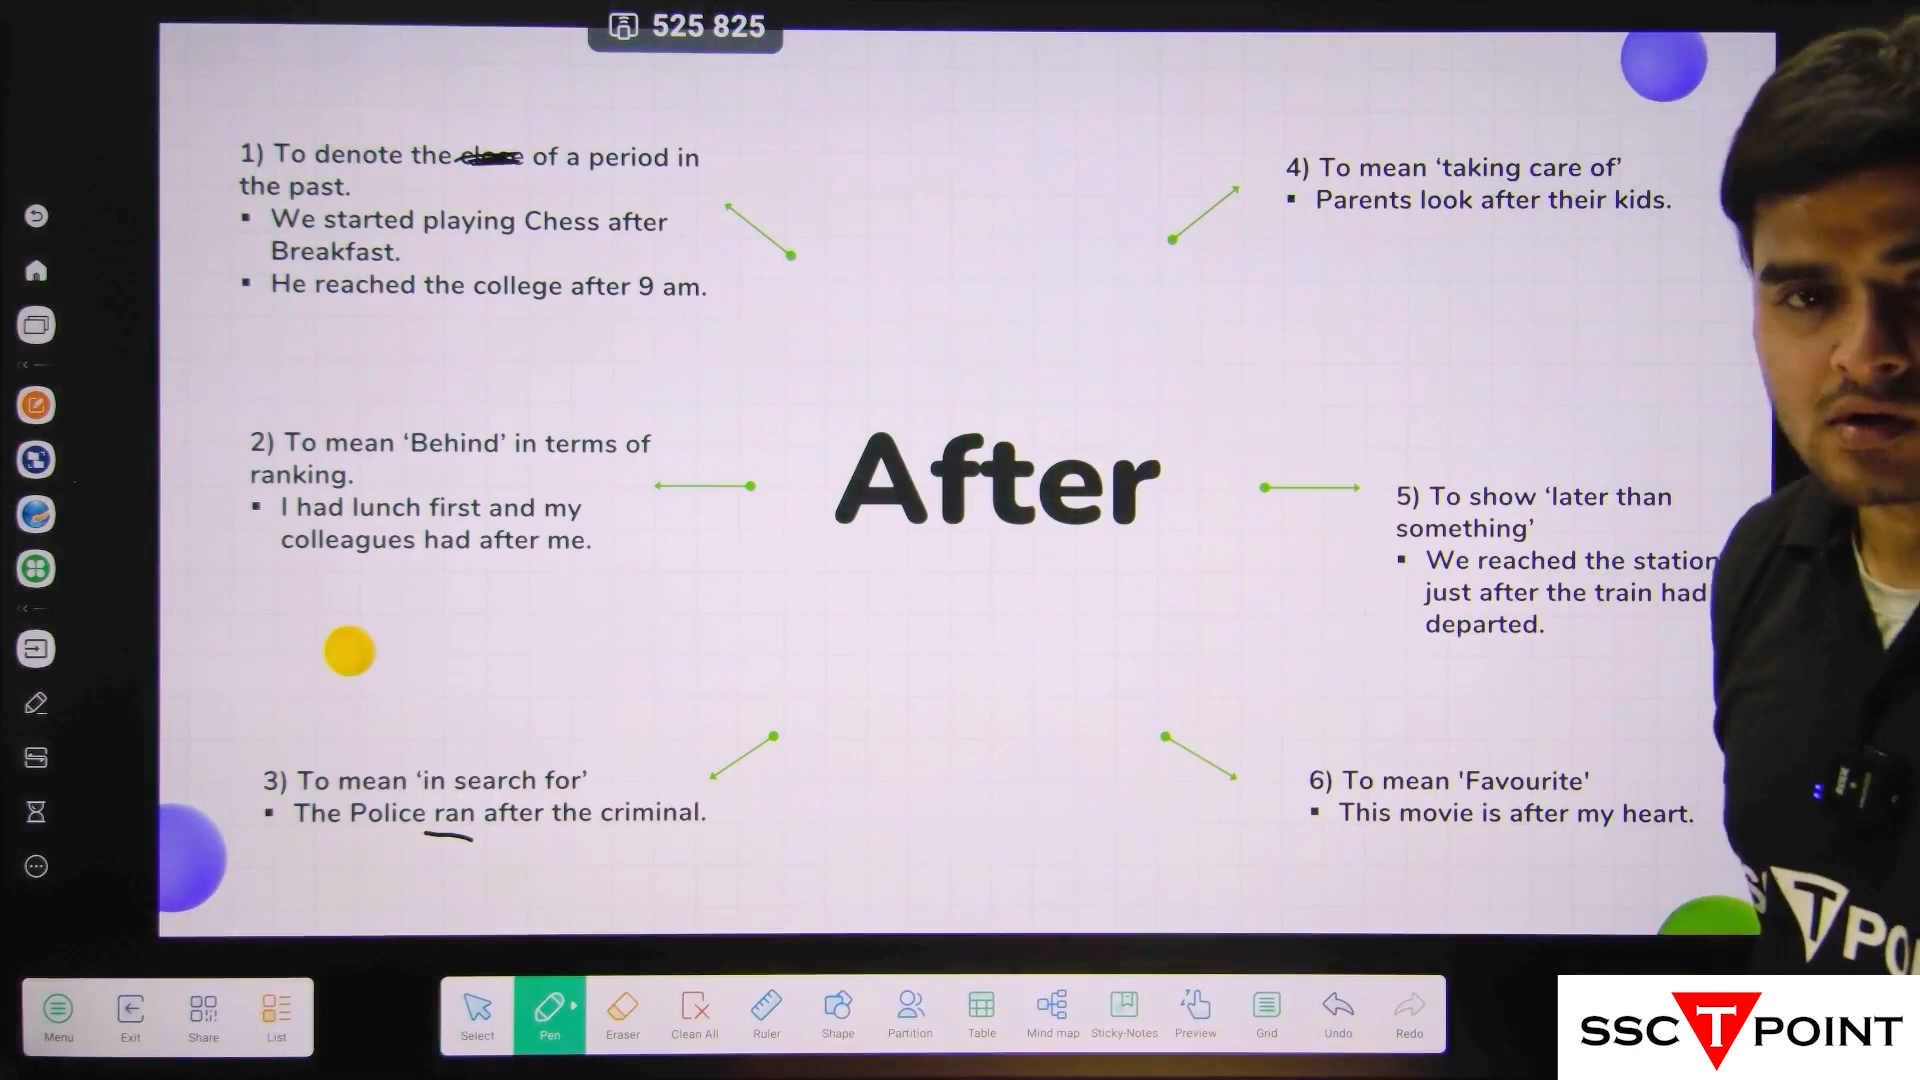 525 825
1) To denote the of a period in
the past.
▪ We started playing Chess after
Breakfast.
▪ He reached the college after 9 am.
2) To mean ‘Behind’ in terms of
ranking.
▪ I had lunch first and my
colleagues had after me.
3) To mean ‘in search for’
▪ The Police ran after the criminal.
After
4) To mean ‘taking care of’
▪ Parents look after their kids.
5) To show ‘later than
something’
▪ We reached the station
just after the train had
departed.
6) To mean 'Favourite'
▪ This movie is after my heart.
T PO
Menu Exit Share List
Select Pen Eraser Clean All Ruler Shape Partition Table Mind map Sticky-Notes Preview Grid Undo Redo
SSC T POINT